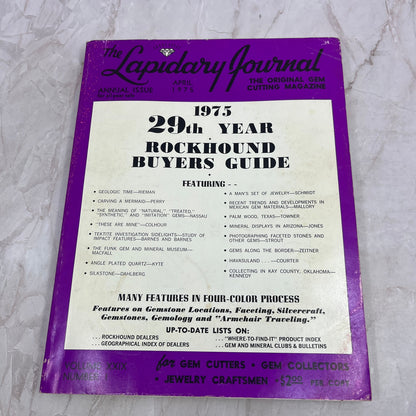 The Lapidary Journal
ANNUAL ISSUE
APRIL
1975
THE ORIGINAL GEM
CUTTING MAGAZINE
1975
29th YEAR
ROCKHOUND
BUYERS GUIDE
FEATURING - -
• GEOLOGIC TIME—RIEMAN
• CARVING A MERMAID—PERRY
• THE MEANING OF "NATURAL," "TREATED,"
"SYNTHETIC," AND "IMITATION" GEMS—NASSAU
• "THESE ARE MINE"—COLHOUR
• TEKTITE INVESTIGATION SIDELIGHTS—STUDY OF
IMPACT FEATURES—BARNES AND BARNES
• THE FUNK GEM AND MINERAL MUSEUM—
MACFALL
• ANGLE PLATED QUARTZ—KYTE
• SILKSTONE—DAHLBERG
• A MAN'S SET OF JEWELRY—SCHMIDT
• RECENT TRENDS AND DEVELOPMENTS IN
MEXICAN GEM MATERIALS—MALLORY
• PALM WOOD, TEXAS—TOWNER
• MINERAL DISPLAYS IN ARIZONA—JONES
• PHOTOGRAPHING FACETED STONES AND
OTHER GEMS—STROUT
• GEMS ALONG THE BORDER—ZEITNER
• HAVASULAND . . .—COURTER
• COLLECTING IN KAY COUNTY, OKLAHOMA—
KENNEDY
MANY FEATURES IN FOUR-COLOR PROCESS
Features on Gemstone Locations, Faceting, Silvercraft,
Gemstones, Gemology and "Armchair Traveling."
UP-TO-DATE LISTS ON:
. . . ROCKHOUND DEALERS
. . . GEOGRAPHICAL INDEX OF DEALERS
. . . "WHERE-TO-FIND-IT" PRODUCT INDEX
. . . GEM AND MINERAL CLUBS & BULLETINS
VOLUME XXIX
NUMBER 1
for GEM CUTTERS • GEM COLLECTORS
• JEWELRY CRAFTSMEN
$2.00 PER COPY